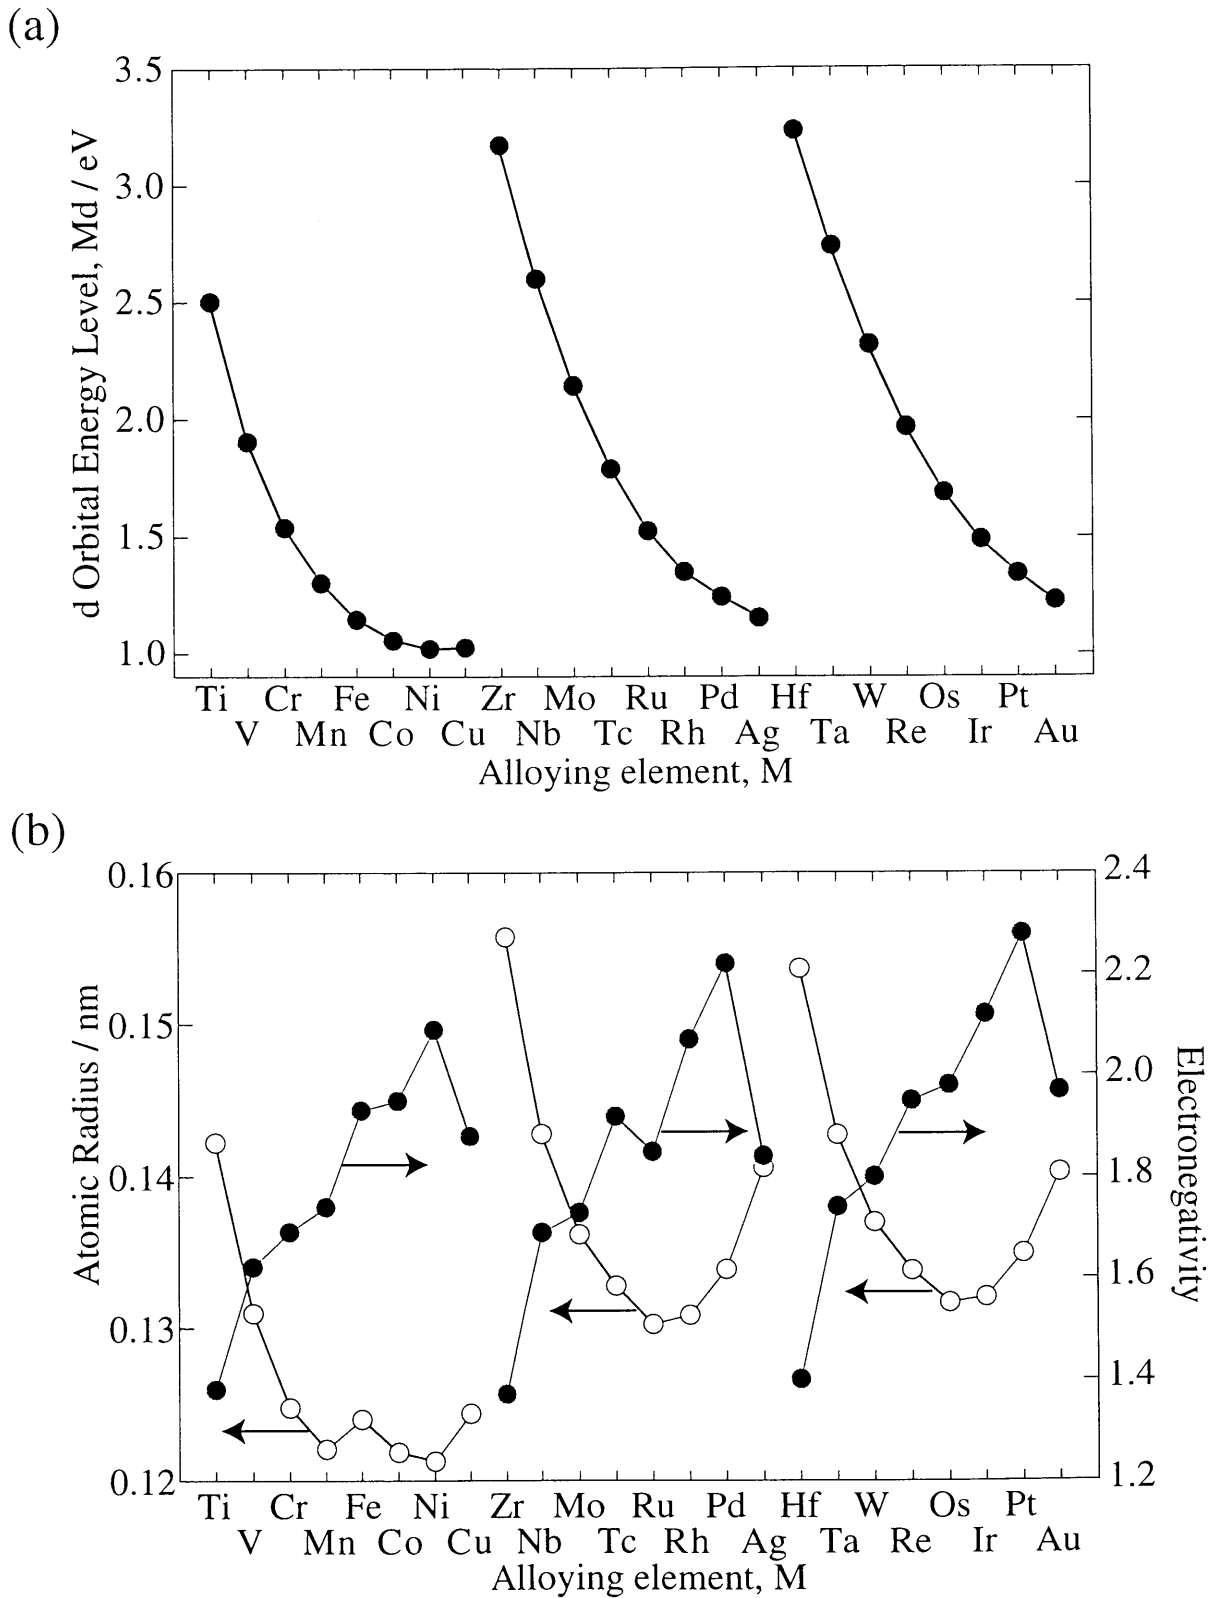 (a)
d Orbital Energy Level, Md / eV
3.5
3.0
2.5
2.0
1.5
1.0
Ti Cr Fe Ni Zr Mo Ru Pd Hf W Os Pt
V Mn Co Cu Nb Tc Rh Ag Ta Re Ir Au
Alloying element, M
(b)
Atomic Radius / nm
0.16
0.15
0.14
0.13
0.12
2.4
2.2
2.0
1.8
1.6
1.4
1.2
Electronegativity
Ti Cr Fe Ni Zr Mo Ru Pd Hf W Os Pt
V Mn Co Cu Nb Tc Rh Ag Ta Re Ir Au
Alloying element, M